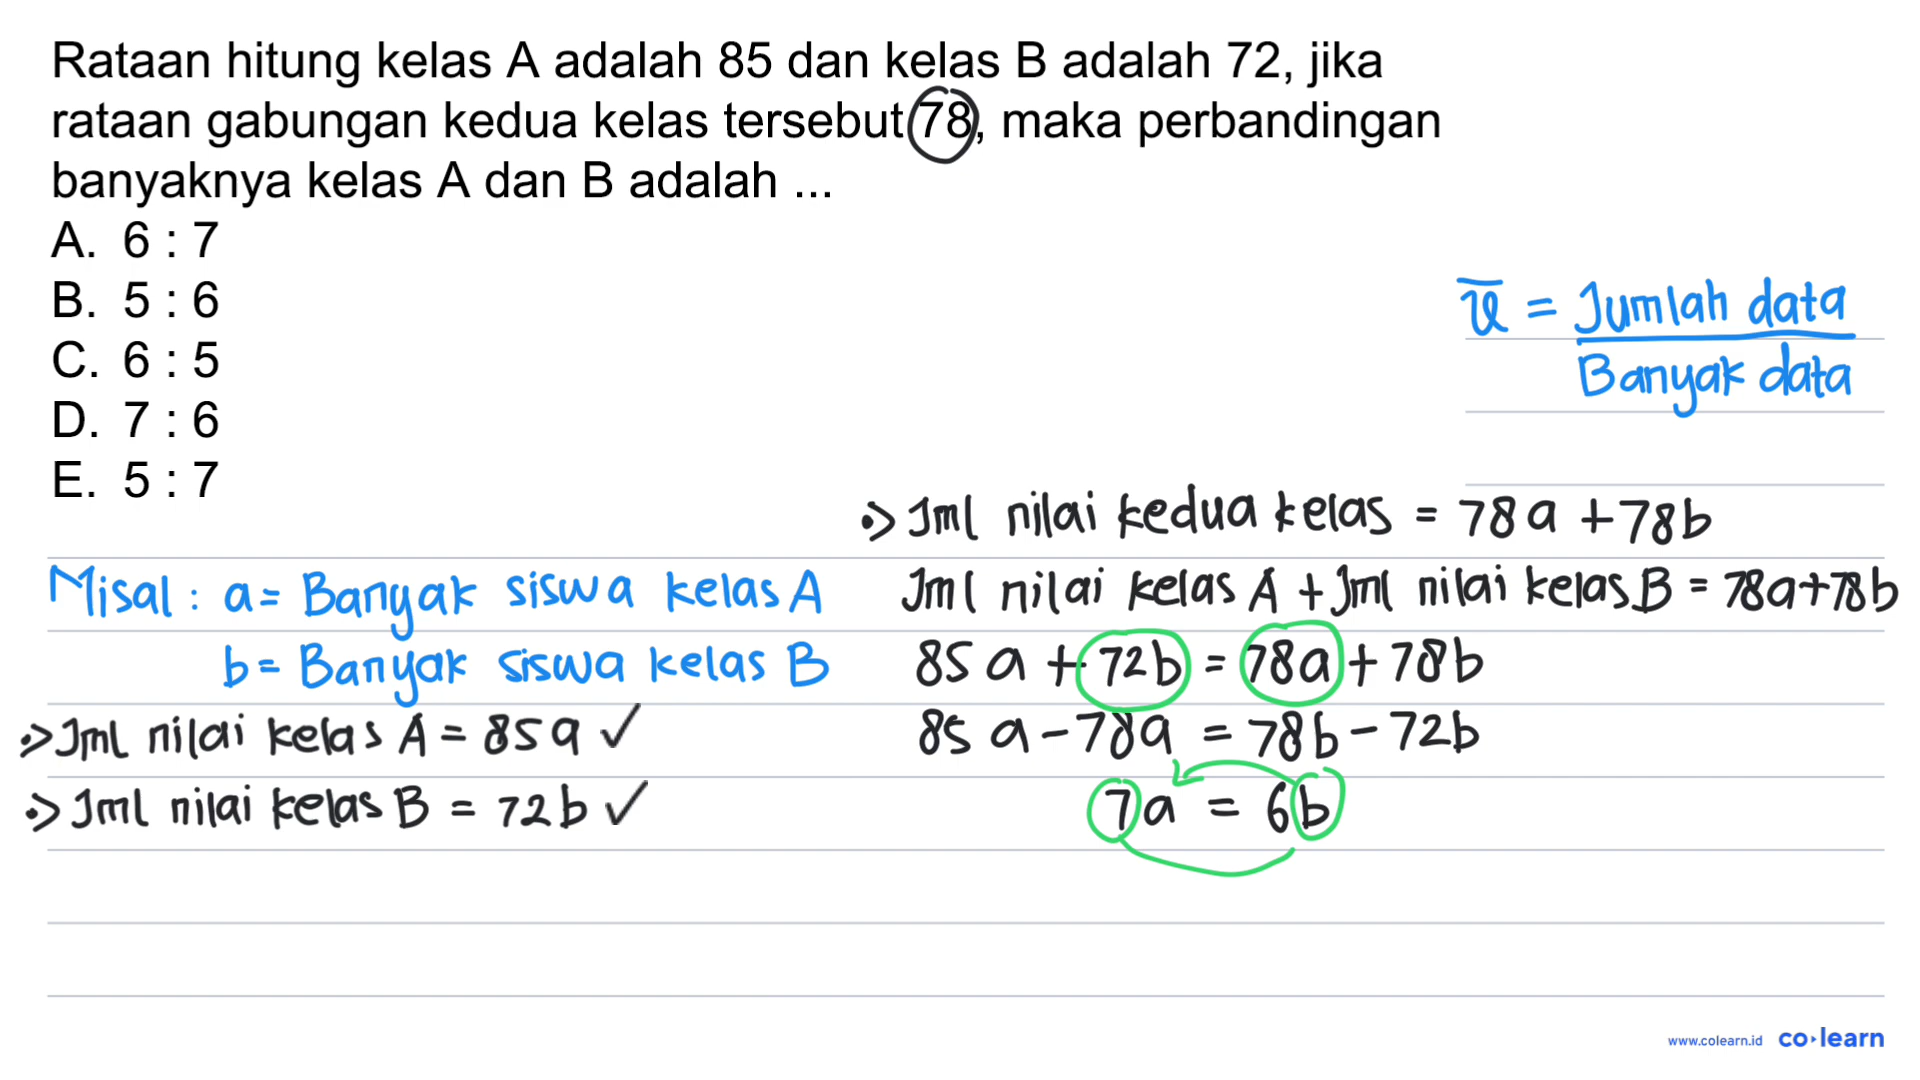 Rataan hitung kelas A adalah 85 dan kelas B adalah 72, jika
rataan gabungan kedua kelas tersebut 78, maka perbandingan
banyaknya kelas A dan B adalah ...
A. 6 : 7
B. 5 : 6
C. 6 : 5
D. 7 : 6
E. 5 : 7
x̄ = Jumlah data
Banyak data
Misal : a = Banyak siswa kelas A
b = Banyak siswa kelas B
•> Jml nilai kelas A = 85a ✓
•> Jml nilai kelas B = 72b ✓
•> Jml nilai kedua kelas = 78a + 78b
Jml nilai kelas A + Jml nilai kelas B = 78a+78b
85a + 72b = 78a + 78b
85a - 78a = 78b - 72b
7a = 6b
www.colearn.id co learn